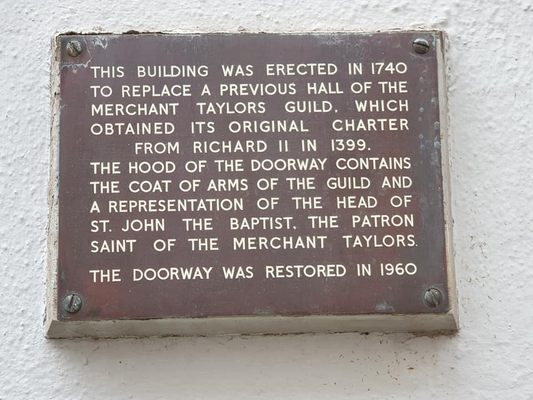 THIS BUILDING WAS ERECTED IN 1740
TO REPLACE A PREVIOUS HALL OF THE
MERCHANT TAYLORS GUILD, WHICH
OBTAINED ITS ORIGINAL CHARTER
FROM RICHARD II IN 1399.
THE HOOD OF THE DOORWAY CONTAINS
THE COAT OF ARMS OF THE GUILD AND
A REPRESENTATION OF THE HEAD OF
ST. JOHN THE BAPTIST, THE PATRON
SAINT OF THE MERCHANT TAYLORS.
THE DOORWAY WAS RESTORED IN 1960